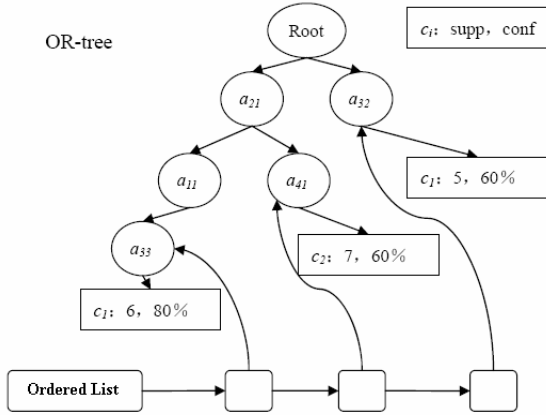 OR-tree
Root
cᵢ: supp, conf
a₂₁
a₃₂
a₁₁
a₄₁
c₁: 5, 60%
a₃₃
c₂: 7, 60%
c₁: 6, 80%
Ordered List